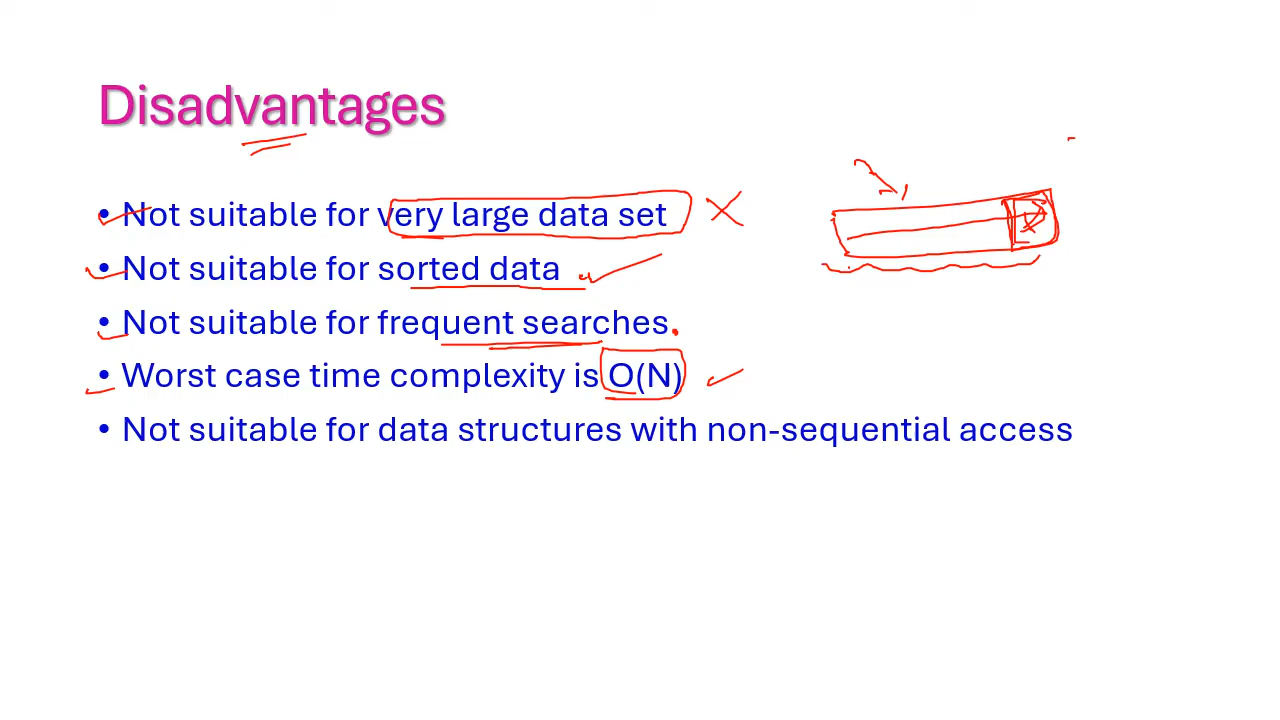 Disadvantages
• Not suitable for very large data set
• Not suitable for sorted data
• Not suitable for frequent searches.
• Worst case time complexity is O(N)
• Not suitable for data structures with non-sequential access